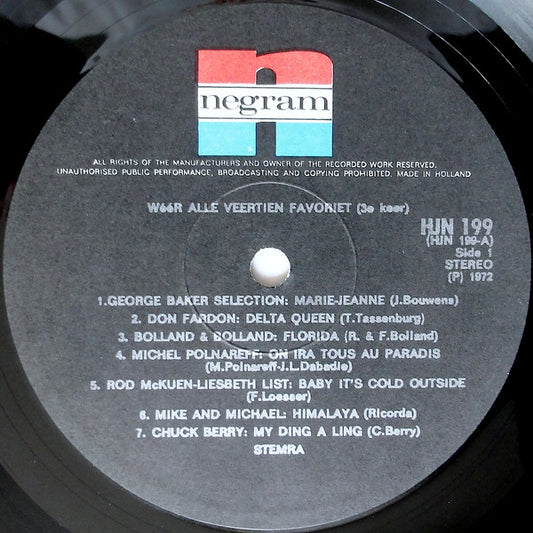 negram
ALL RIGHTS OF THE MANUFACTURERS AND OWNER OF THE RECORDED WORK RESERVED.
UNAUTHORISED PUBLIC PERFORMANCE, BROADCASTING AND COPYING PROHIBITED. MADE IN HOLLAND
W66R ALLE VEERTIEN FAVORIET (3e keer)
HJN 199
(HJN 199-A)
Side 1
STEREO
(P) 1972
1.GEORGE BAKER SELECTION: MARIE-JEANNE (J.Bouwens)
2. DON FARDON: DELTA QUEEN (T.Tassenburg)
3. BOLLAND & BOLLAND: FLORIDA (R. & F.Bolland)
4. MICHEL POLNAREFF: ON IRA TOUS AU PARADIS
(M.Polnareff-J.L.Dabadie)
5. ROD McKUEN-LIESBETH LIST: BABY IT'S COLD OUTSIDE
(F.Loesser)
6. MIKE AND MICHAEL: HIMALAYA (Ricorda)
7. CHUCK BERRY: MY DING A LING (C.Berry)
STEMRA